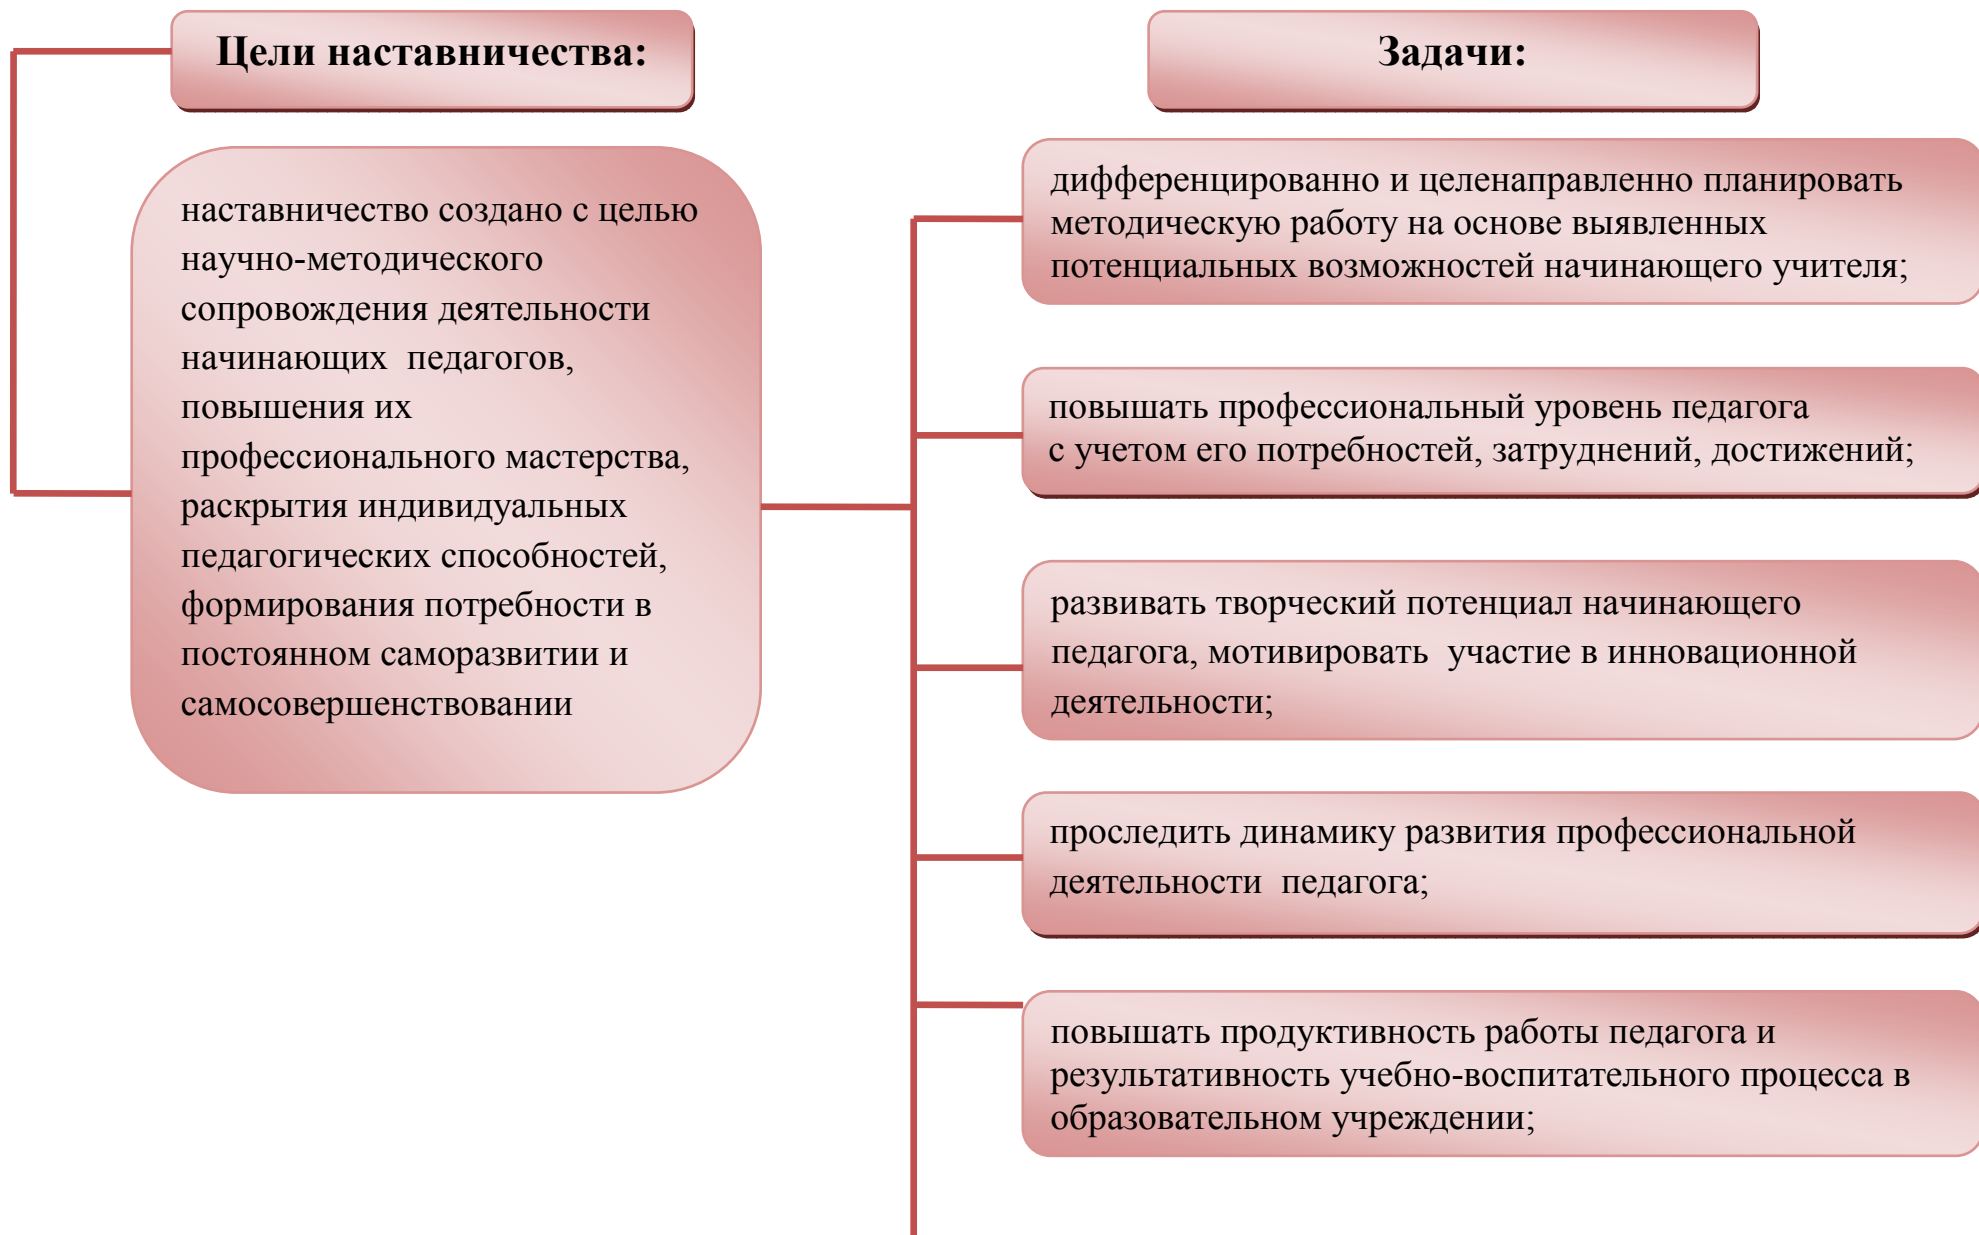 Цели наставничества:
наставничество создано с целью
научно-методического
сопровождения деятельности
начинающих  педагогов,
повышения их
профессионального мастерства,
раскрытия индивидуальных
педагогических способностей,
формирования потребности в
постоянном саморазвитии и
самосовершенствовании
Задачи:
дифференцированно и целенаправленно планировать
методическую работу на основе выявленных
потенциальных возможностей начинающего учителя;
повышать профессиональный уровень педагога
с учетом его потребностей, затруднений, достижений;
развивать творческий потенциал начинающего
педагога, мотивировать  участие в инновационной
деятельности;
проследить динамику развития профессиональной
деятельности  педагога;
повышать продуктивность работы педагога и
результативность учебно-воспитательного процесса в
образовательном учреждении;